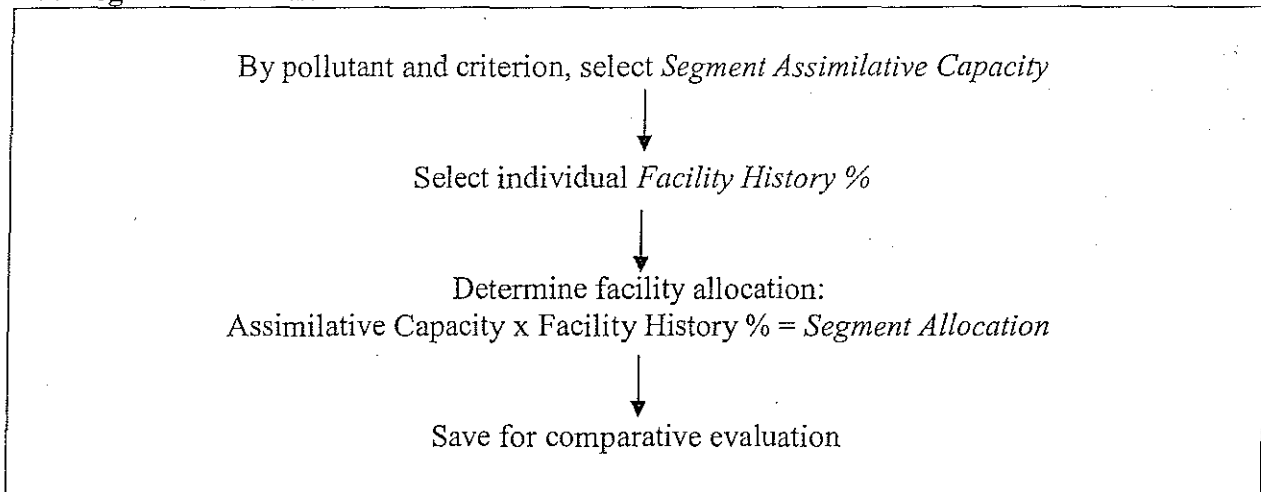 By pollutant and criterion, select Segment Assimilative Capacity
Select individual Facility History %
Determine facility allocation:
Assimilative Capacity x Facility History % = Segment Allocation
Save for comparative evaluation